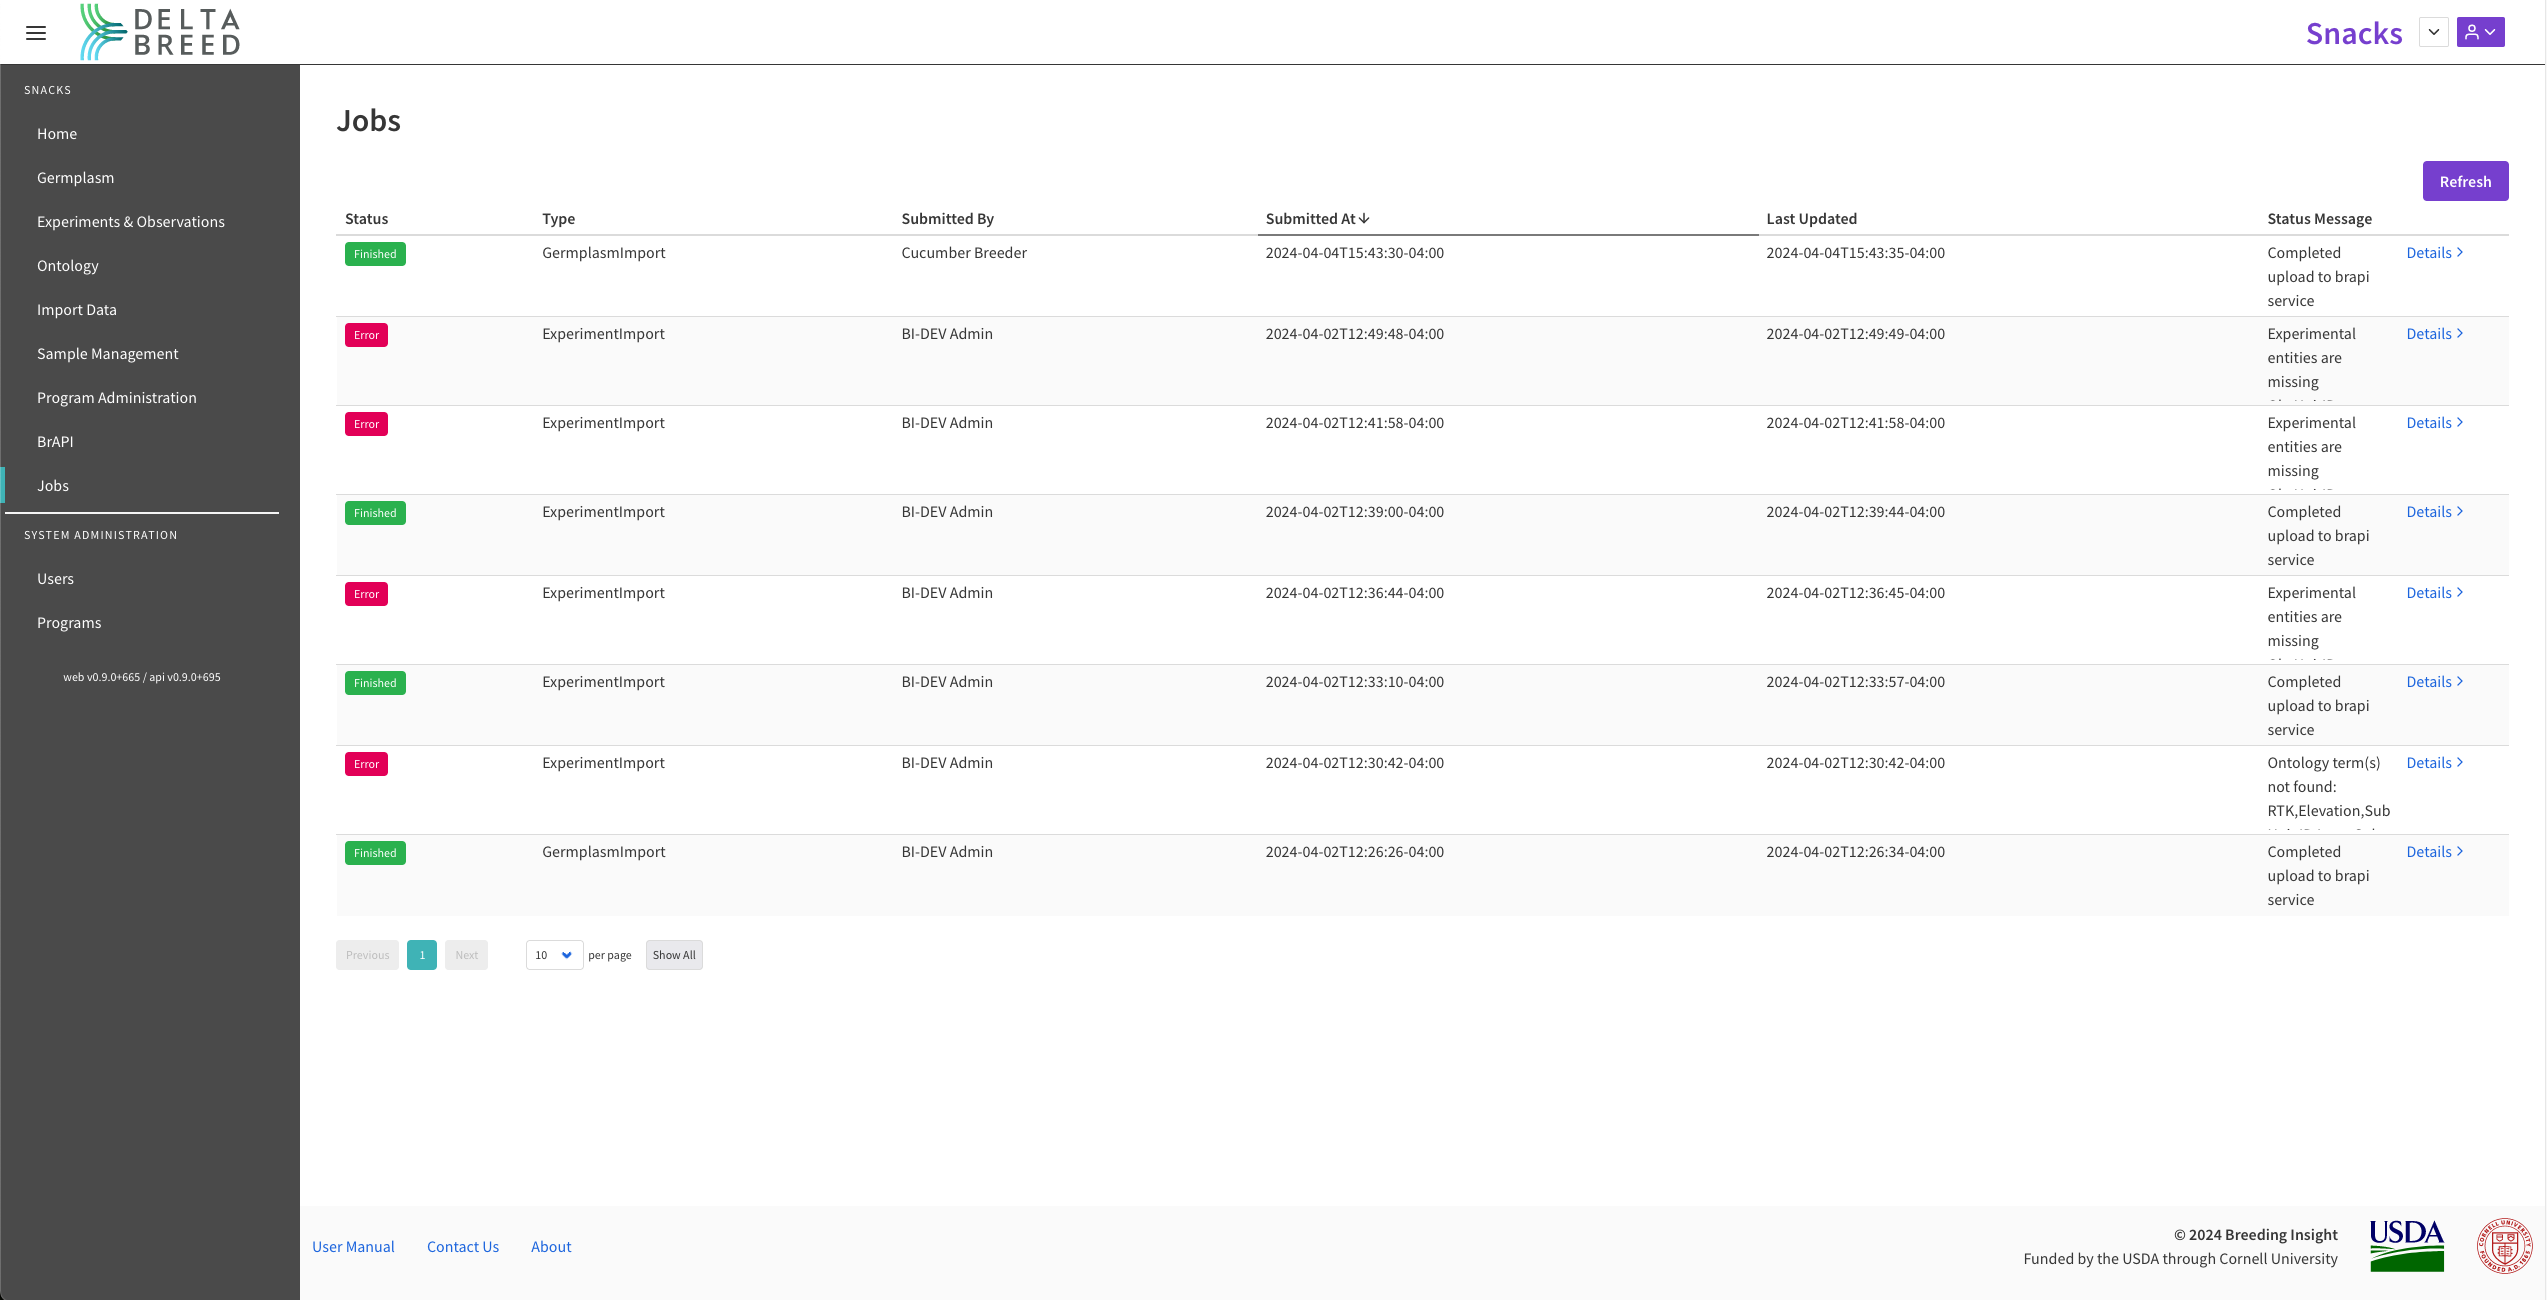 DELTA
BREED
Snacks
SNACKS
Home
Germplasm
Experiments & Observations
Ontology
Import Data
Sample Management
Program Administration
BrAPI
Jobs
SYSTEM ADMINISTRATION
Users
Programs
web v0.9.0+665 / api v0.9.0+695
Jobs
Refresh
Status Type Submitted By Submitted At Last Updated Status Message
Finished GermplasmImport Cucumber Breeder 2024-04-04T15:43:30-04:00 2024-04-04T15:43:35-04:00 Completed Details
upload to brapi
service
Error ExperimentImport BI-DEV Admin 2024-04-02T12:49:48-04:00 2024-04-02T12:49:49-04:00 Experimental Details
entities are
missing
Error ExperimentImport BI-DEV Admin 2024-04-02T12:41:58-04:00 2024-04-02T12:41:58-04:00 Experimental Details
entities are
missing
Finished ExperimentImport BI-DEV Admin 2024-04-02T12:39:00-04:00 2024-04-02T12:39:44-04:00 Completed Details
upload to brapi
service
Error ExperimentImport BI-DEV Admin 2024-04-02T12:36:44-04:00 2024-04-02T12:36:45-04:00 Experimental Details
entities are
missing
Finished ExperimentImport BI-DEV Admin 2024-04-02T12:33:10-04:00 2024-04-02T12:33:57-04:00 Completed Details
upload to brapi
service
Error ExperimentImport BI-DEV Admin 2024-04-02T12:30:42-04:00 2024-04-02T12:30:42-04:00 Ontology term(s) Details
not found:
RTK,Elevation,Sub
Finished GermplasmImport BI-DEV Admin 2024-04-02T12:26:26-04:00 2024-04-02T12:26:34-04:00 Completed Details
upload to brapi
service
Previous 1 Next 10 per page Show All
User Manual Contact Us About
© 2024 Breeding Insight
Funded by the USDA through Cornell University
USDA